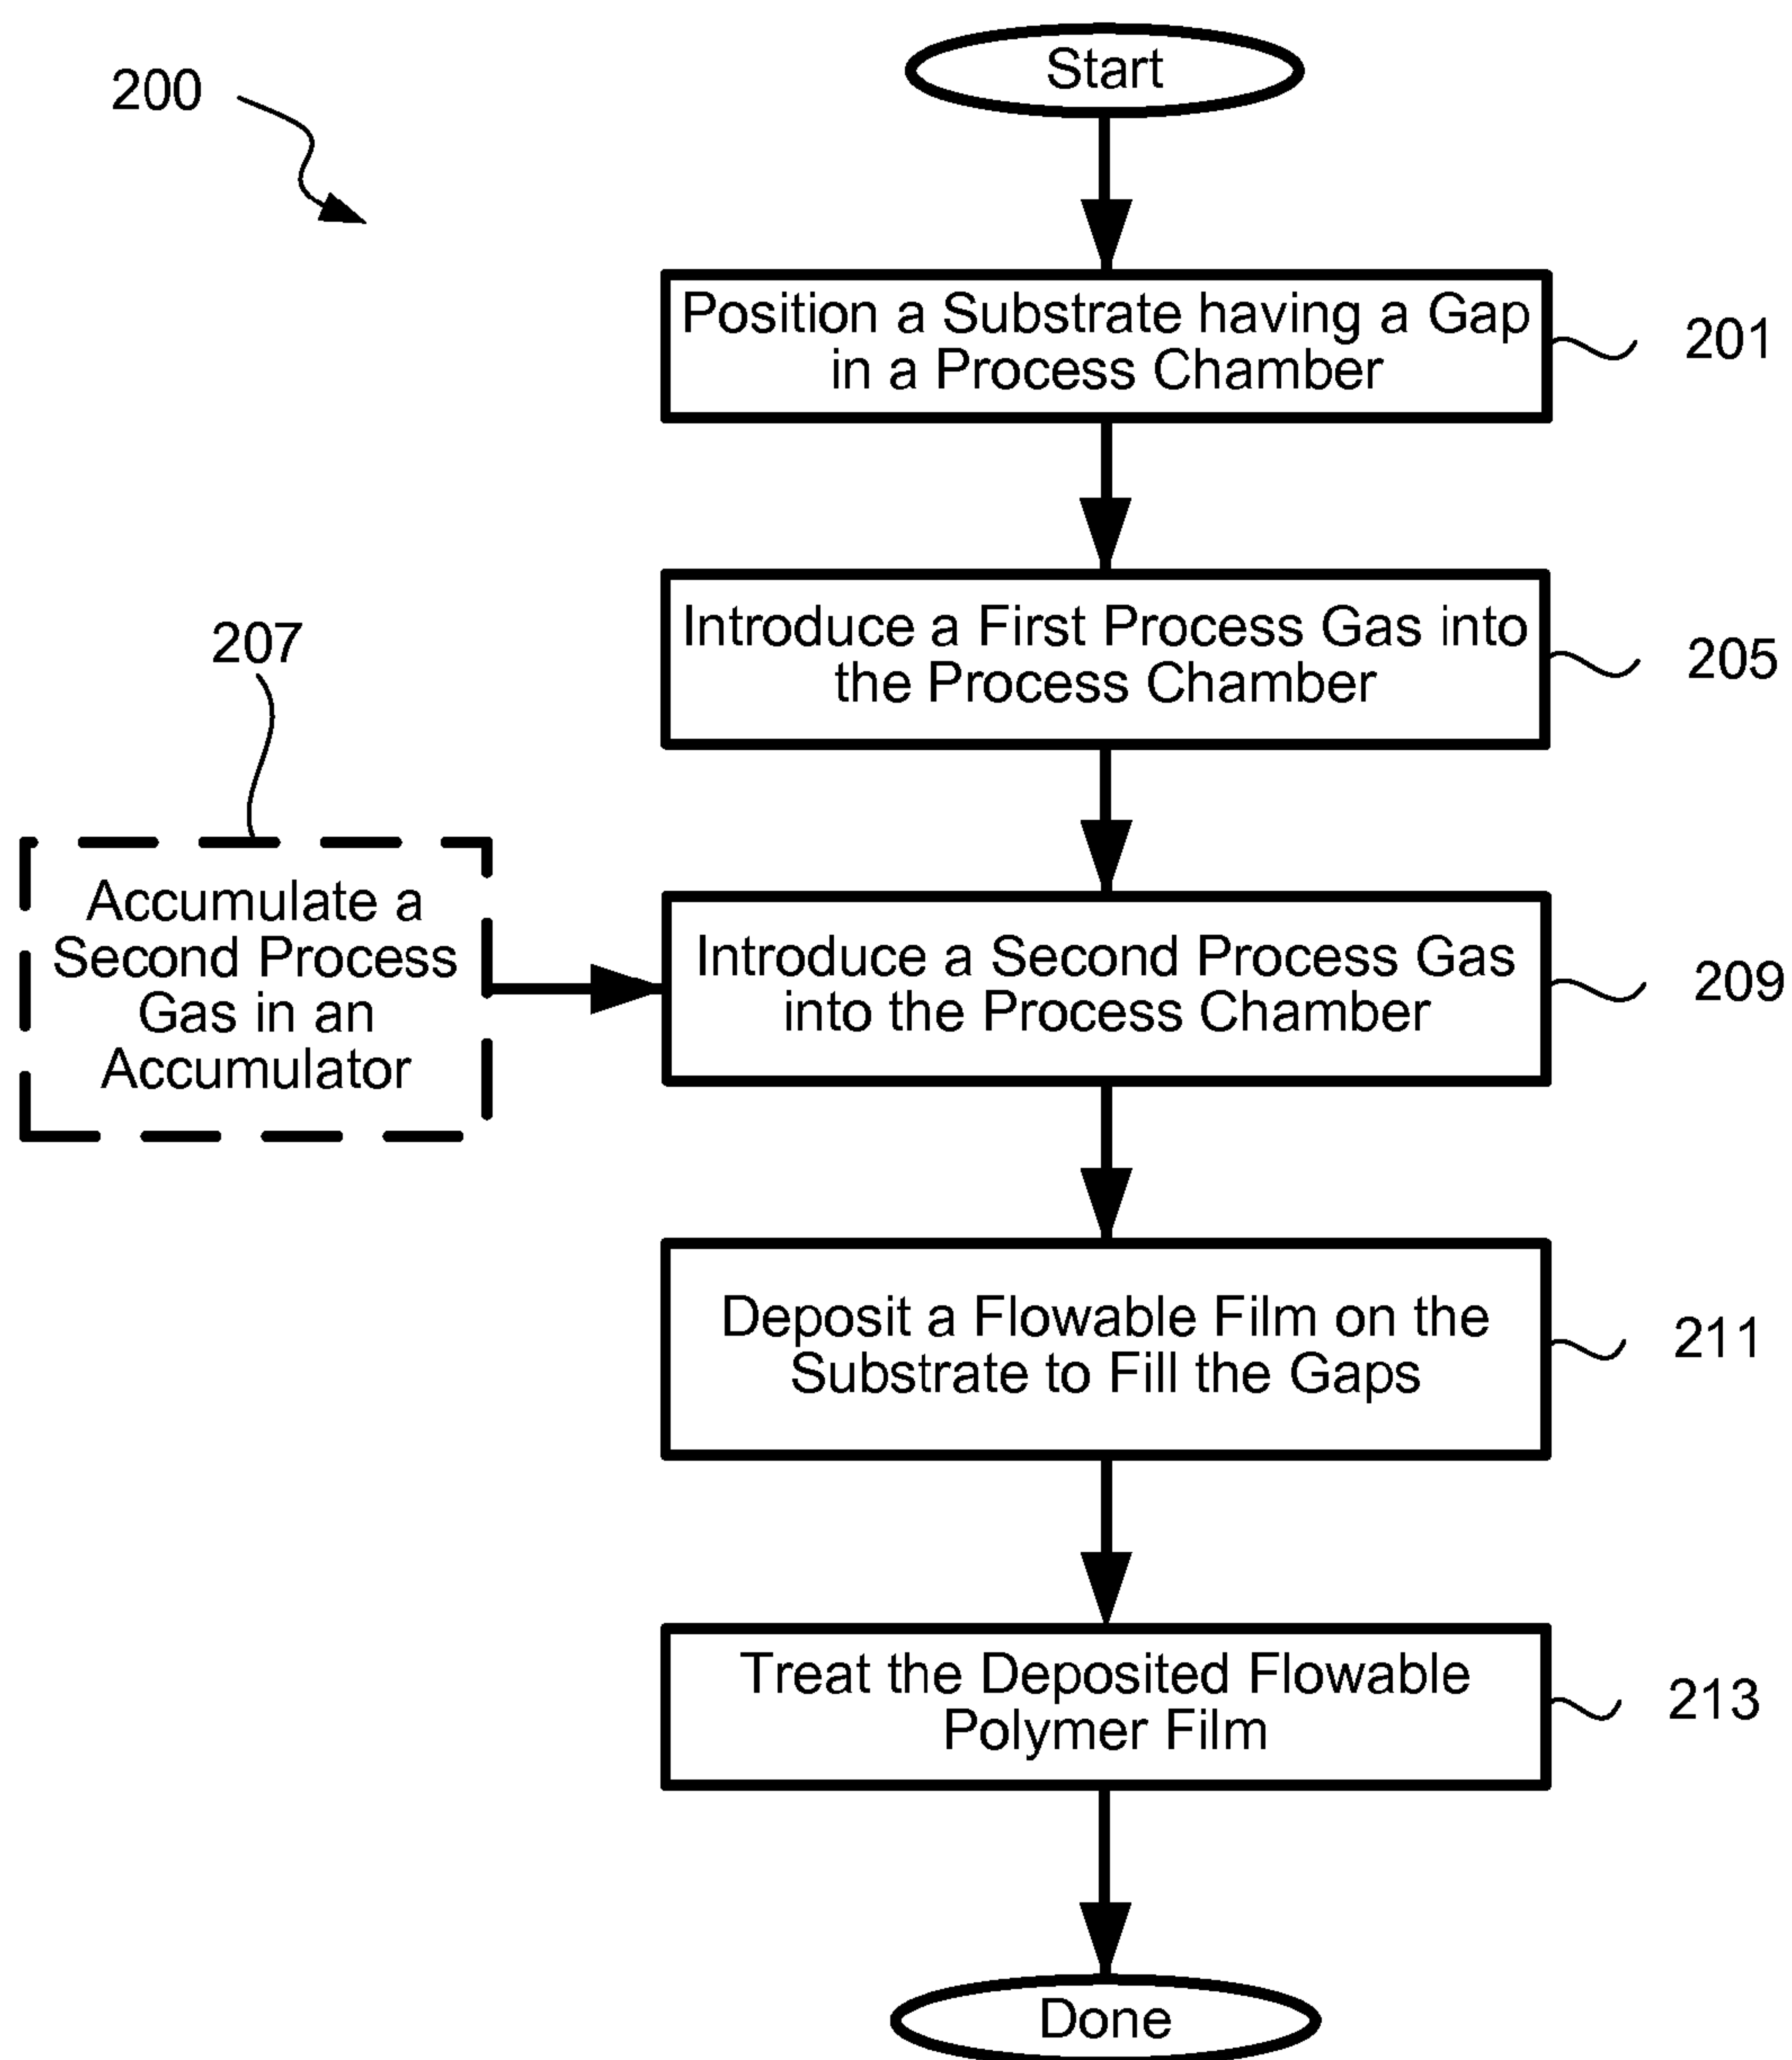 200
Start
Position a Substrate having a Gap
in a Process Chamber
201
Introduce a First Process Gas into
the Process Chamber
205
207
Accumulate a
Second Process
Gas in an
Accumulator
Introduce a Second Process Gas
into the Process Chamber
209
Deposit a Flowable Film on the
Substrate to Fill the Gaps
211
Treat the Deposited Flowable
Polymer Film
213
Done